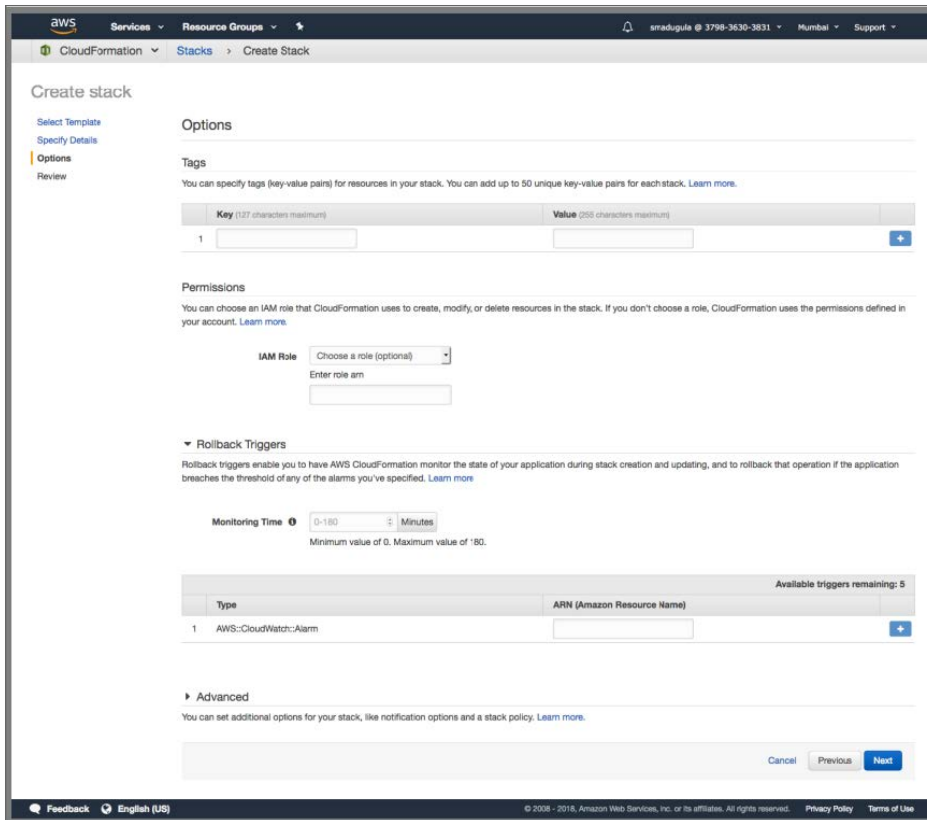 aws Services Resource Groups smadugula @ 3798-3630-3831 Mumbai Support
CloudFormation Stacks > Create Stack
Create stack
Select Template
Specify Details
Options
Review
Options
Tags
You can specify tags (key-value pairs) for resources in your stack. You can add up to 50 unique key-value pairs for each stack. Learn more.
Key (127 characters maximum) Value (255 characters maximum)
1
Permissions
You can choose an IAM role that CloudFormation uses to create, modify, or delete resources in the stack. If you don't choose a role, CloudFormation uses the permissions defined in
your account. Learn more.
IAM Role Choose a role (optional)
Enter role arn
Rollback Triggers
Rollback triggers enable you to have AWS CloudFormation monitor the state of your application during stack creation and updating, and to rollback that operation if the application
breaches the threshold of any of the alarms you've specified. Learn more
Monitoring Time 0-180 Minutes
Minimum value of 0. Maximum value of 180.
Available triggers remaining: 5
Type ARN (Amazon Resource Name)
1 AWS::CloudWatch::Alarm
Advanced
You can set additional options for your stack, like notification options and a stack policy. Learn more.
Cancel Previous Next
Feedback English (US) © 2008 - 2018, Amazon Web Services, Inc. or its affiliates. All rights reserved. Privacy Policy Terms of Use